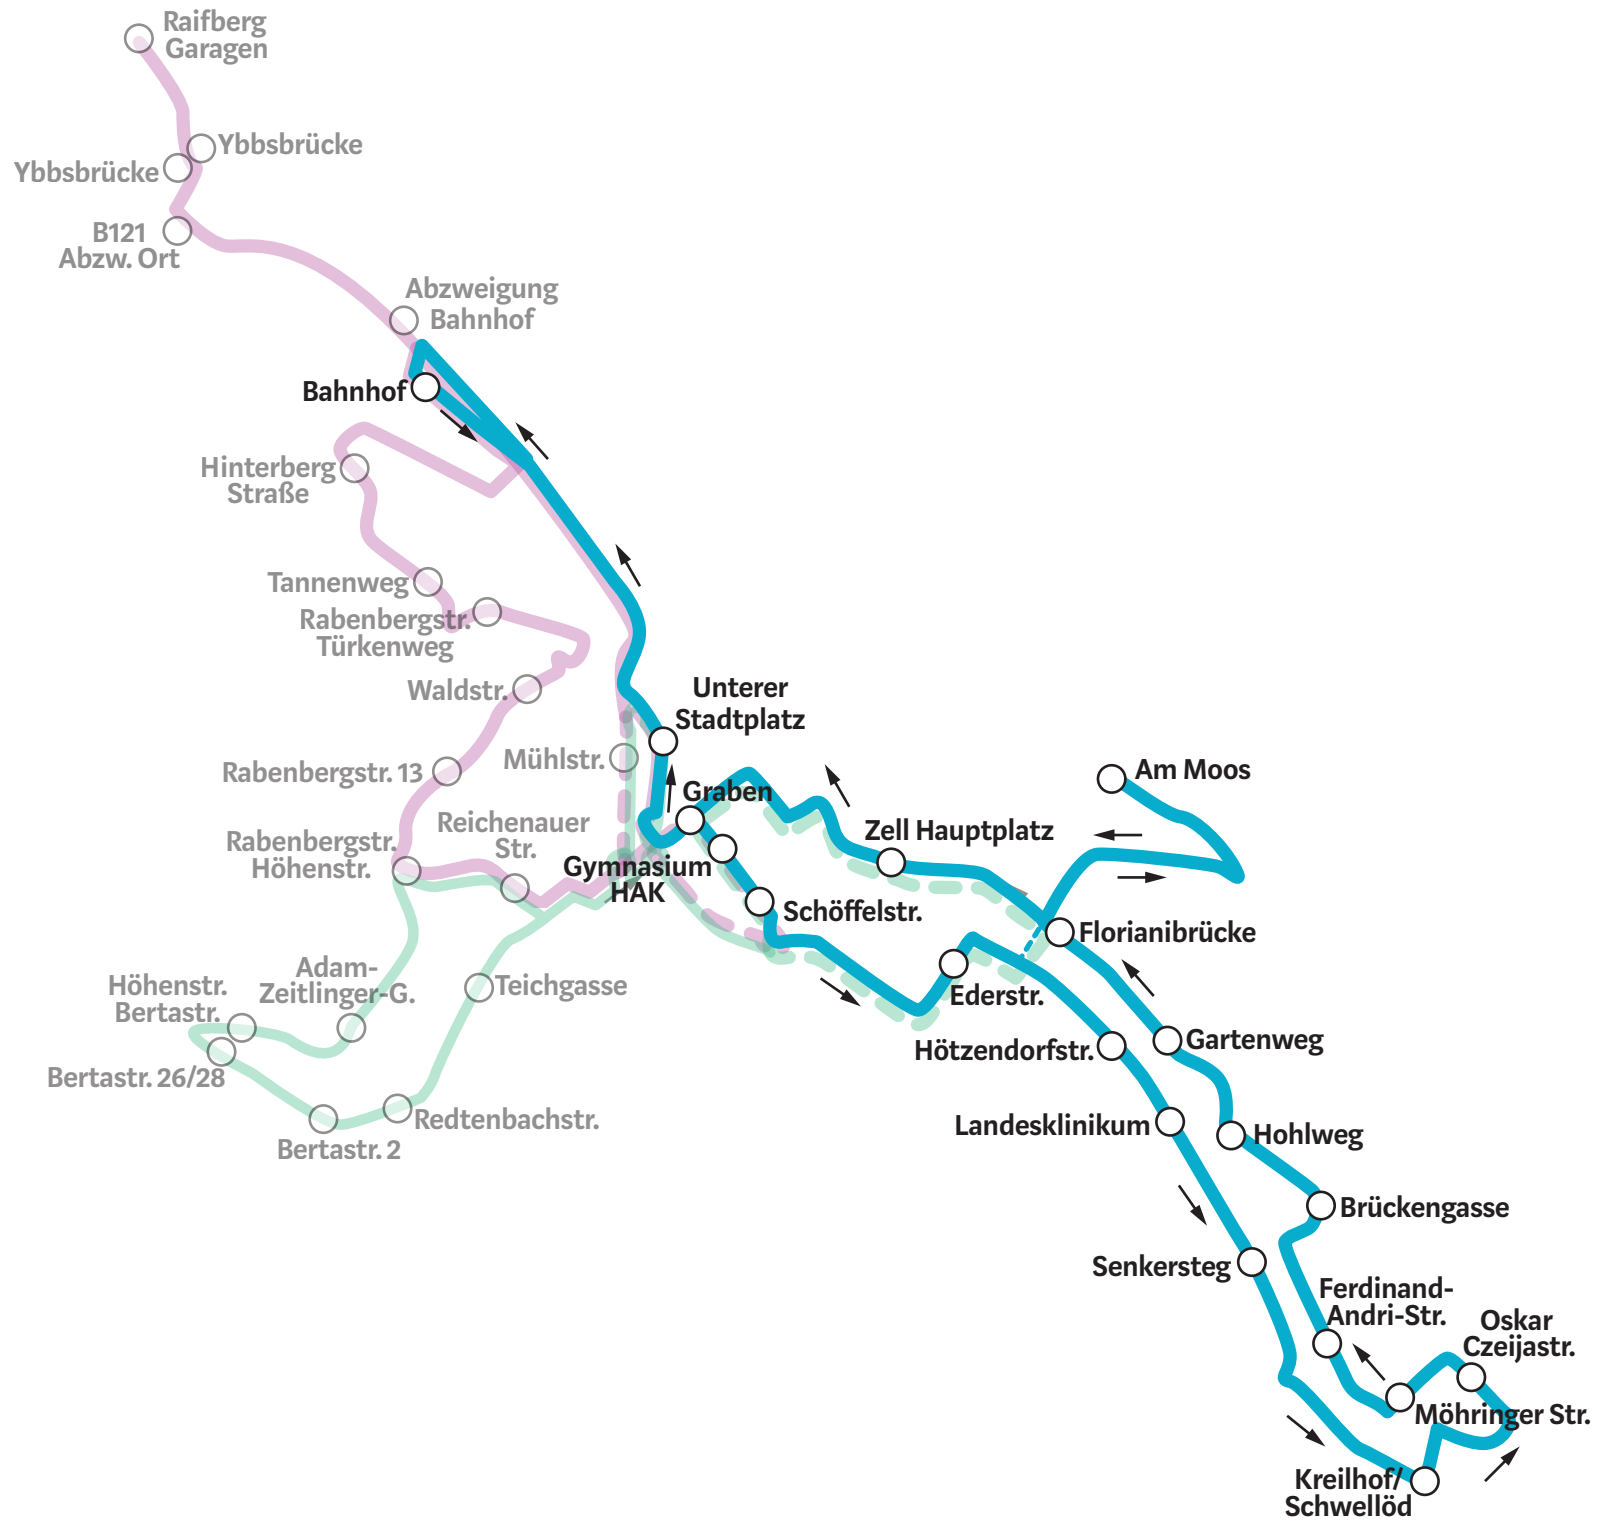 Raifberg
Garagen
Ybbsbrücke
Ybbsbrücke
B121
Abzw. Ort
Abzweigung
Bahnhof
Bahnhof
Hinterberg
Straße
Tannenweg
Rabenbergstr.
Türkenweg
Waldstr.
Unterer
Stadtplatz
Mühlstr.
Rabenbergstr. 13
Am Moos
Graben
Reichenauer
Str.
Zell Hauptplatz
Rabenbergstr.
Höhenstr.
Gymnasium
HAK
Schöffelstr.
Florianibrücke
Adam-
Zeitlinger-G.
Höhenstr.
Bertastr.
Teichgasse
Ederstr.
Hötzendorfstr.
Gartenweg
Bertastr. 26/28
Redtenbachstr.
Landesklinikum
Hohlweg
Bertastr. 2
Brückengasse
Senkersteg
Ferdinand-
Andri-Str.
Oskar
Czeijastr.
Möhringer Str.
Kreilhof/
Schwellöd